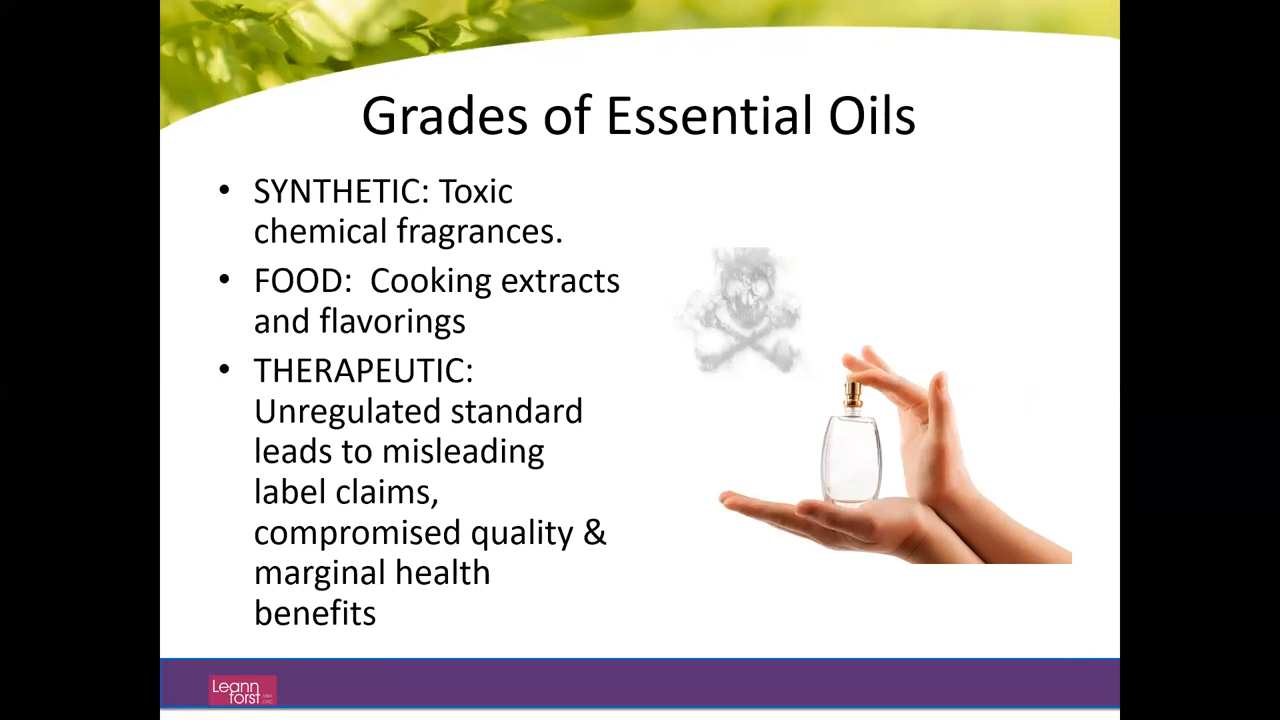 Grades of Essential Oils
• SYNTHETIC: Toxic
chemical fragrances.
• FOOD:  Cooking extracts
and flavorings
• THERAPEUTIC:
Unregulated standard
leads to misleading
label claims,
compromised quality &
marginal health
benefits
Leann
forst